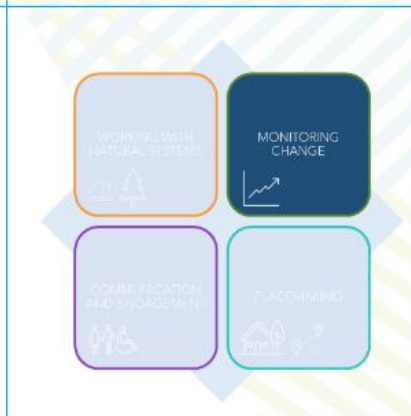 WORKING WITH
NATURAL SYSTEMS
MONITORING
CHANGE
COMMUNICATION
AND ENGAGEMENT
PLACEMAKING